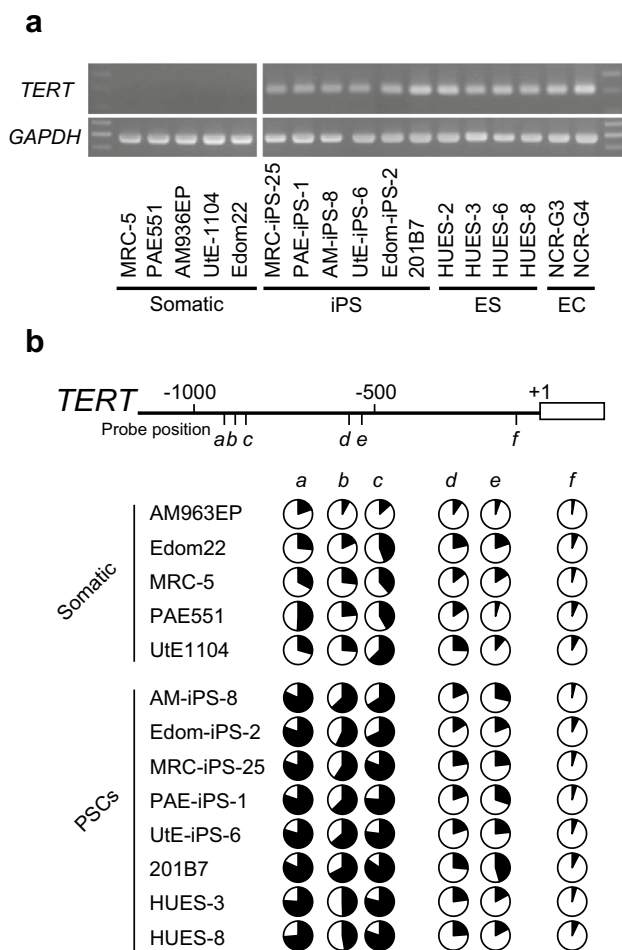 a
TERT
GAPDH
MRC-5
PAE551
AM936EP
UtE-1104
Edom22
MRC-iPS-25
PAE-iPS-1
AM-iPS-8
UtE-iPS-6
Edom-iPS-2
201B7
HUES-2
HUES-3
HUES-6
HUES-8
NCR-G3
NCR-G4
Somatic iPS ES EC
b
TERT -1000 -500 +1
Probe position a b c d e f
a b c d e f
Somatic
AM963EP
Edom22
MRC-5
PAE551
UtE1104
PSCs
AM-iPS-8
Edom-iPS-2
MRC-iPS-25
PAE-iPS-1
UtE-iPS-6
201B7
HUES-3
HUES-8